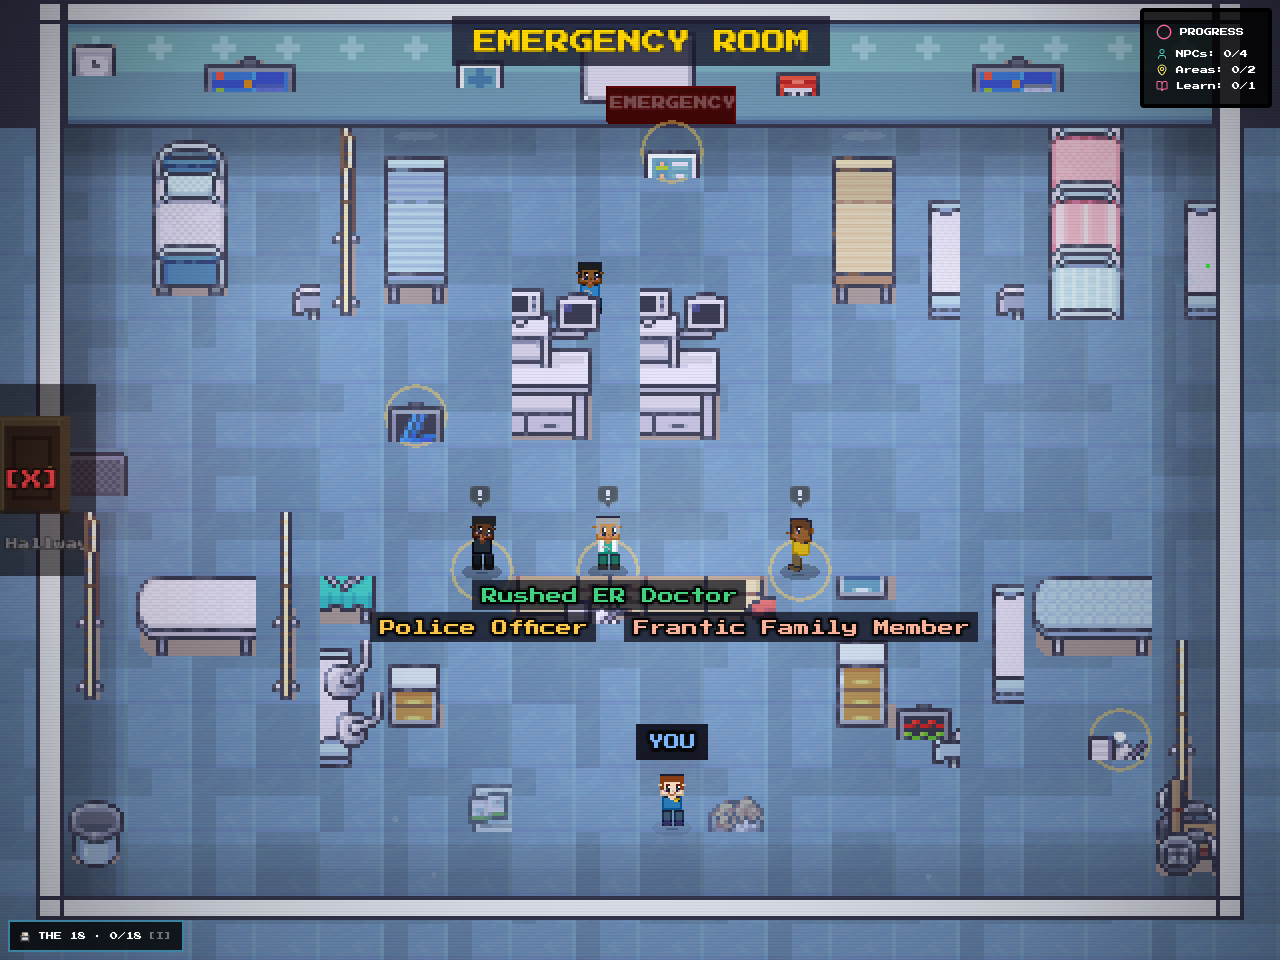 EMERGENCY ROOM
PROGRESS
NPCs: 0/4
Areas: 0/2
Learn: 0/1
EMERGENCY
[X]
Hallway
!
!
!
Rushed ER Doctor
Police Officer
Frantic Family Member
YOU
THE 18 · 0/18 [I]